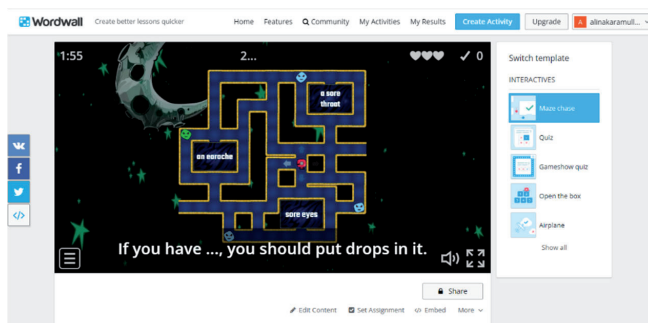 Wordwall Create better lessons quicker Home Features Community My Activities My Results Create Activity Upgrade A alinakaramull...
1:55 2... ✓ 0
a sore
throat
an earache
sore eyes
If you have ..., you should put drops in it.
Switch template
INTERACTIVES
Maze chase
Quiz
Gameshow quiz
Open the box
Airplane
Show all
Share
Edit Content Set Assignment </> Embed More